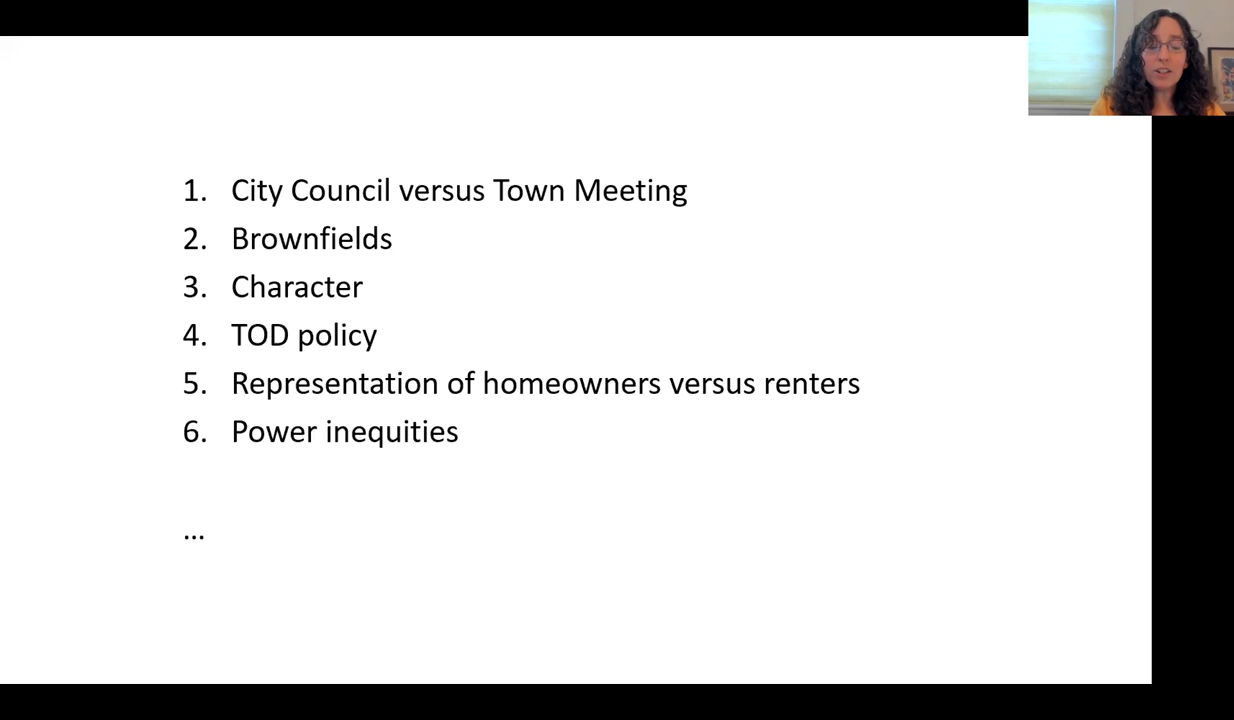 1. City Council versus Town Meeting
2. Brownfields
3. Character
4. TOD policy
5. Representation of homeowners versus renters
6. Power inequities
...